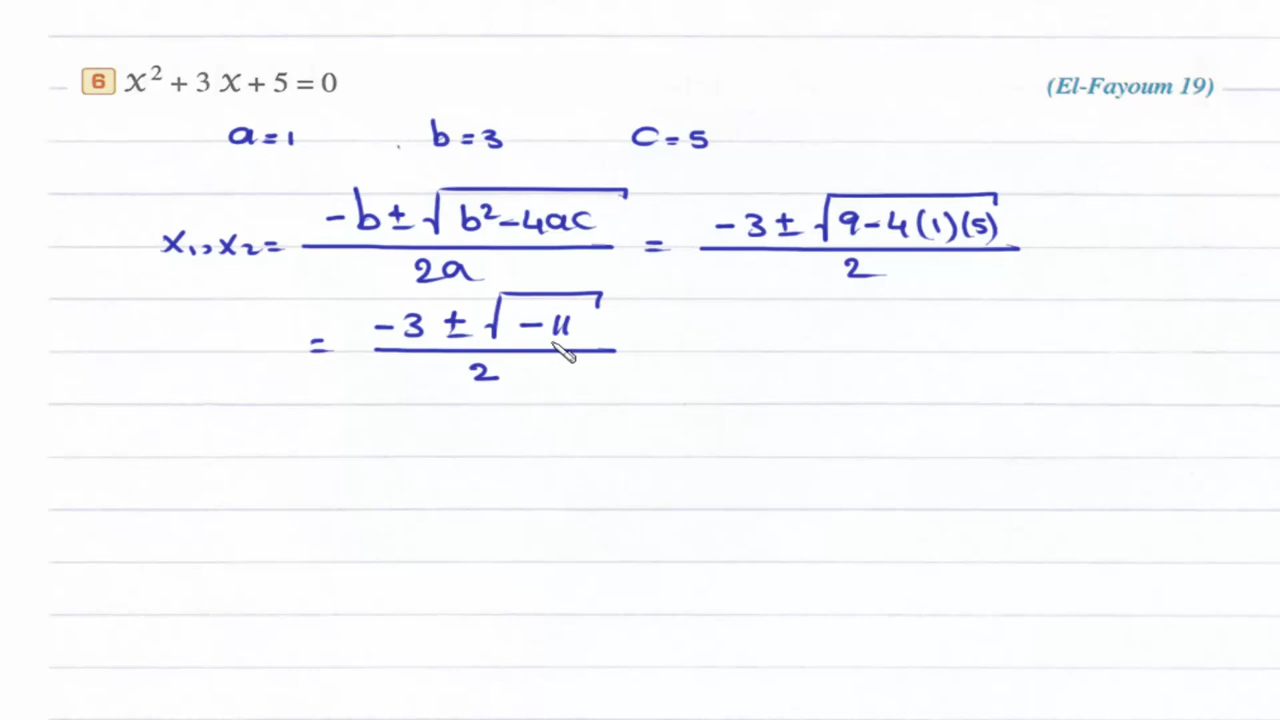 6 x² + 3 x + 5 = 0 (El-Fayoum 19)
a = 1 b = 3 C = 5
x₁, x₂ = (-b ± √(b² - 4ac)) / 2a = (-3 ± √(9 - 4(1)(5))) / 2
= (-3 ± √(-11)) / 2